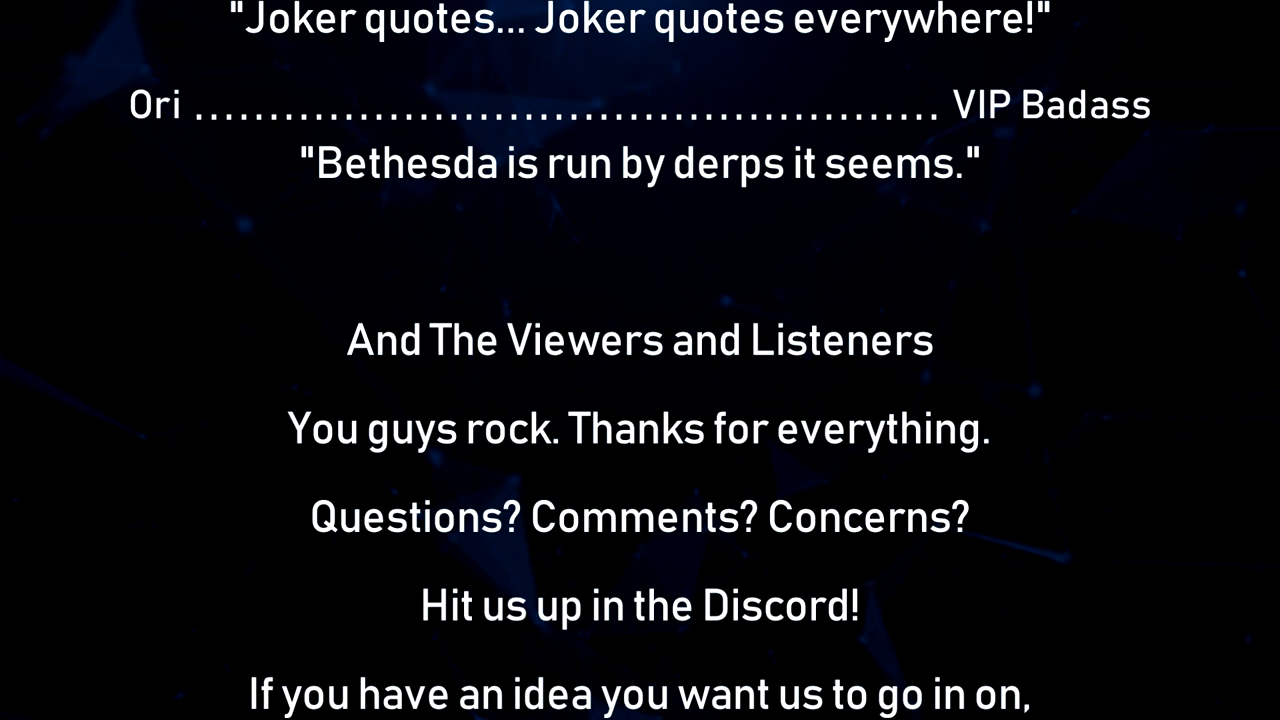 "Joker quotes... Joker quotes everywhere!"
Ori ................................................. VIP Badass
"Bethesda is run by derps it seems."
And The Viewers and Listeners
You guys rock. Thanks for everything.
Questions? Comments? Concerns?
Hit us up in the Discord!
If you have an idea you want us to go in on,